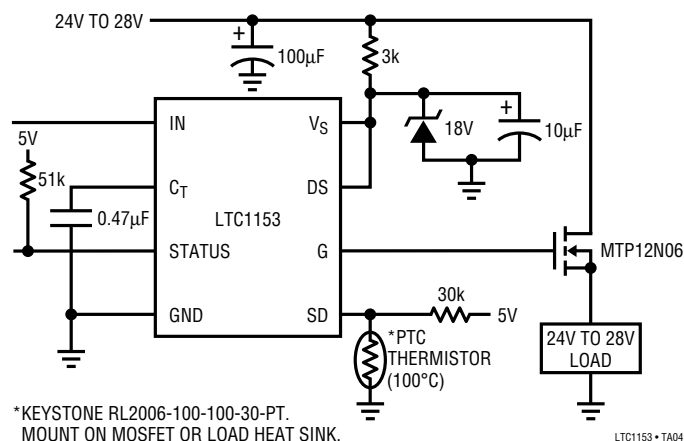 24V TO 28V
+
100µF
3k
IN
VS
+
18V
10µF
5V
51k
CT
DS
0.47µF
LTC1153
STATUS
G
MTP12N06
GND
SD
30k
5V
*PTC
THERMISTOR
(100°C)
24V TO 28V
LOAD
*KEYSTONE RL2006-100-100-30-PT.
MOUNT ON MOSFET OR LOAD HEAT SINK.
LTC1153 • TA04